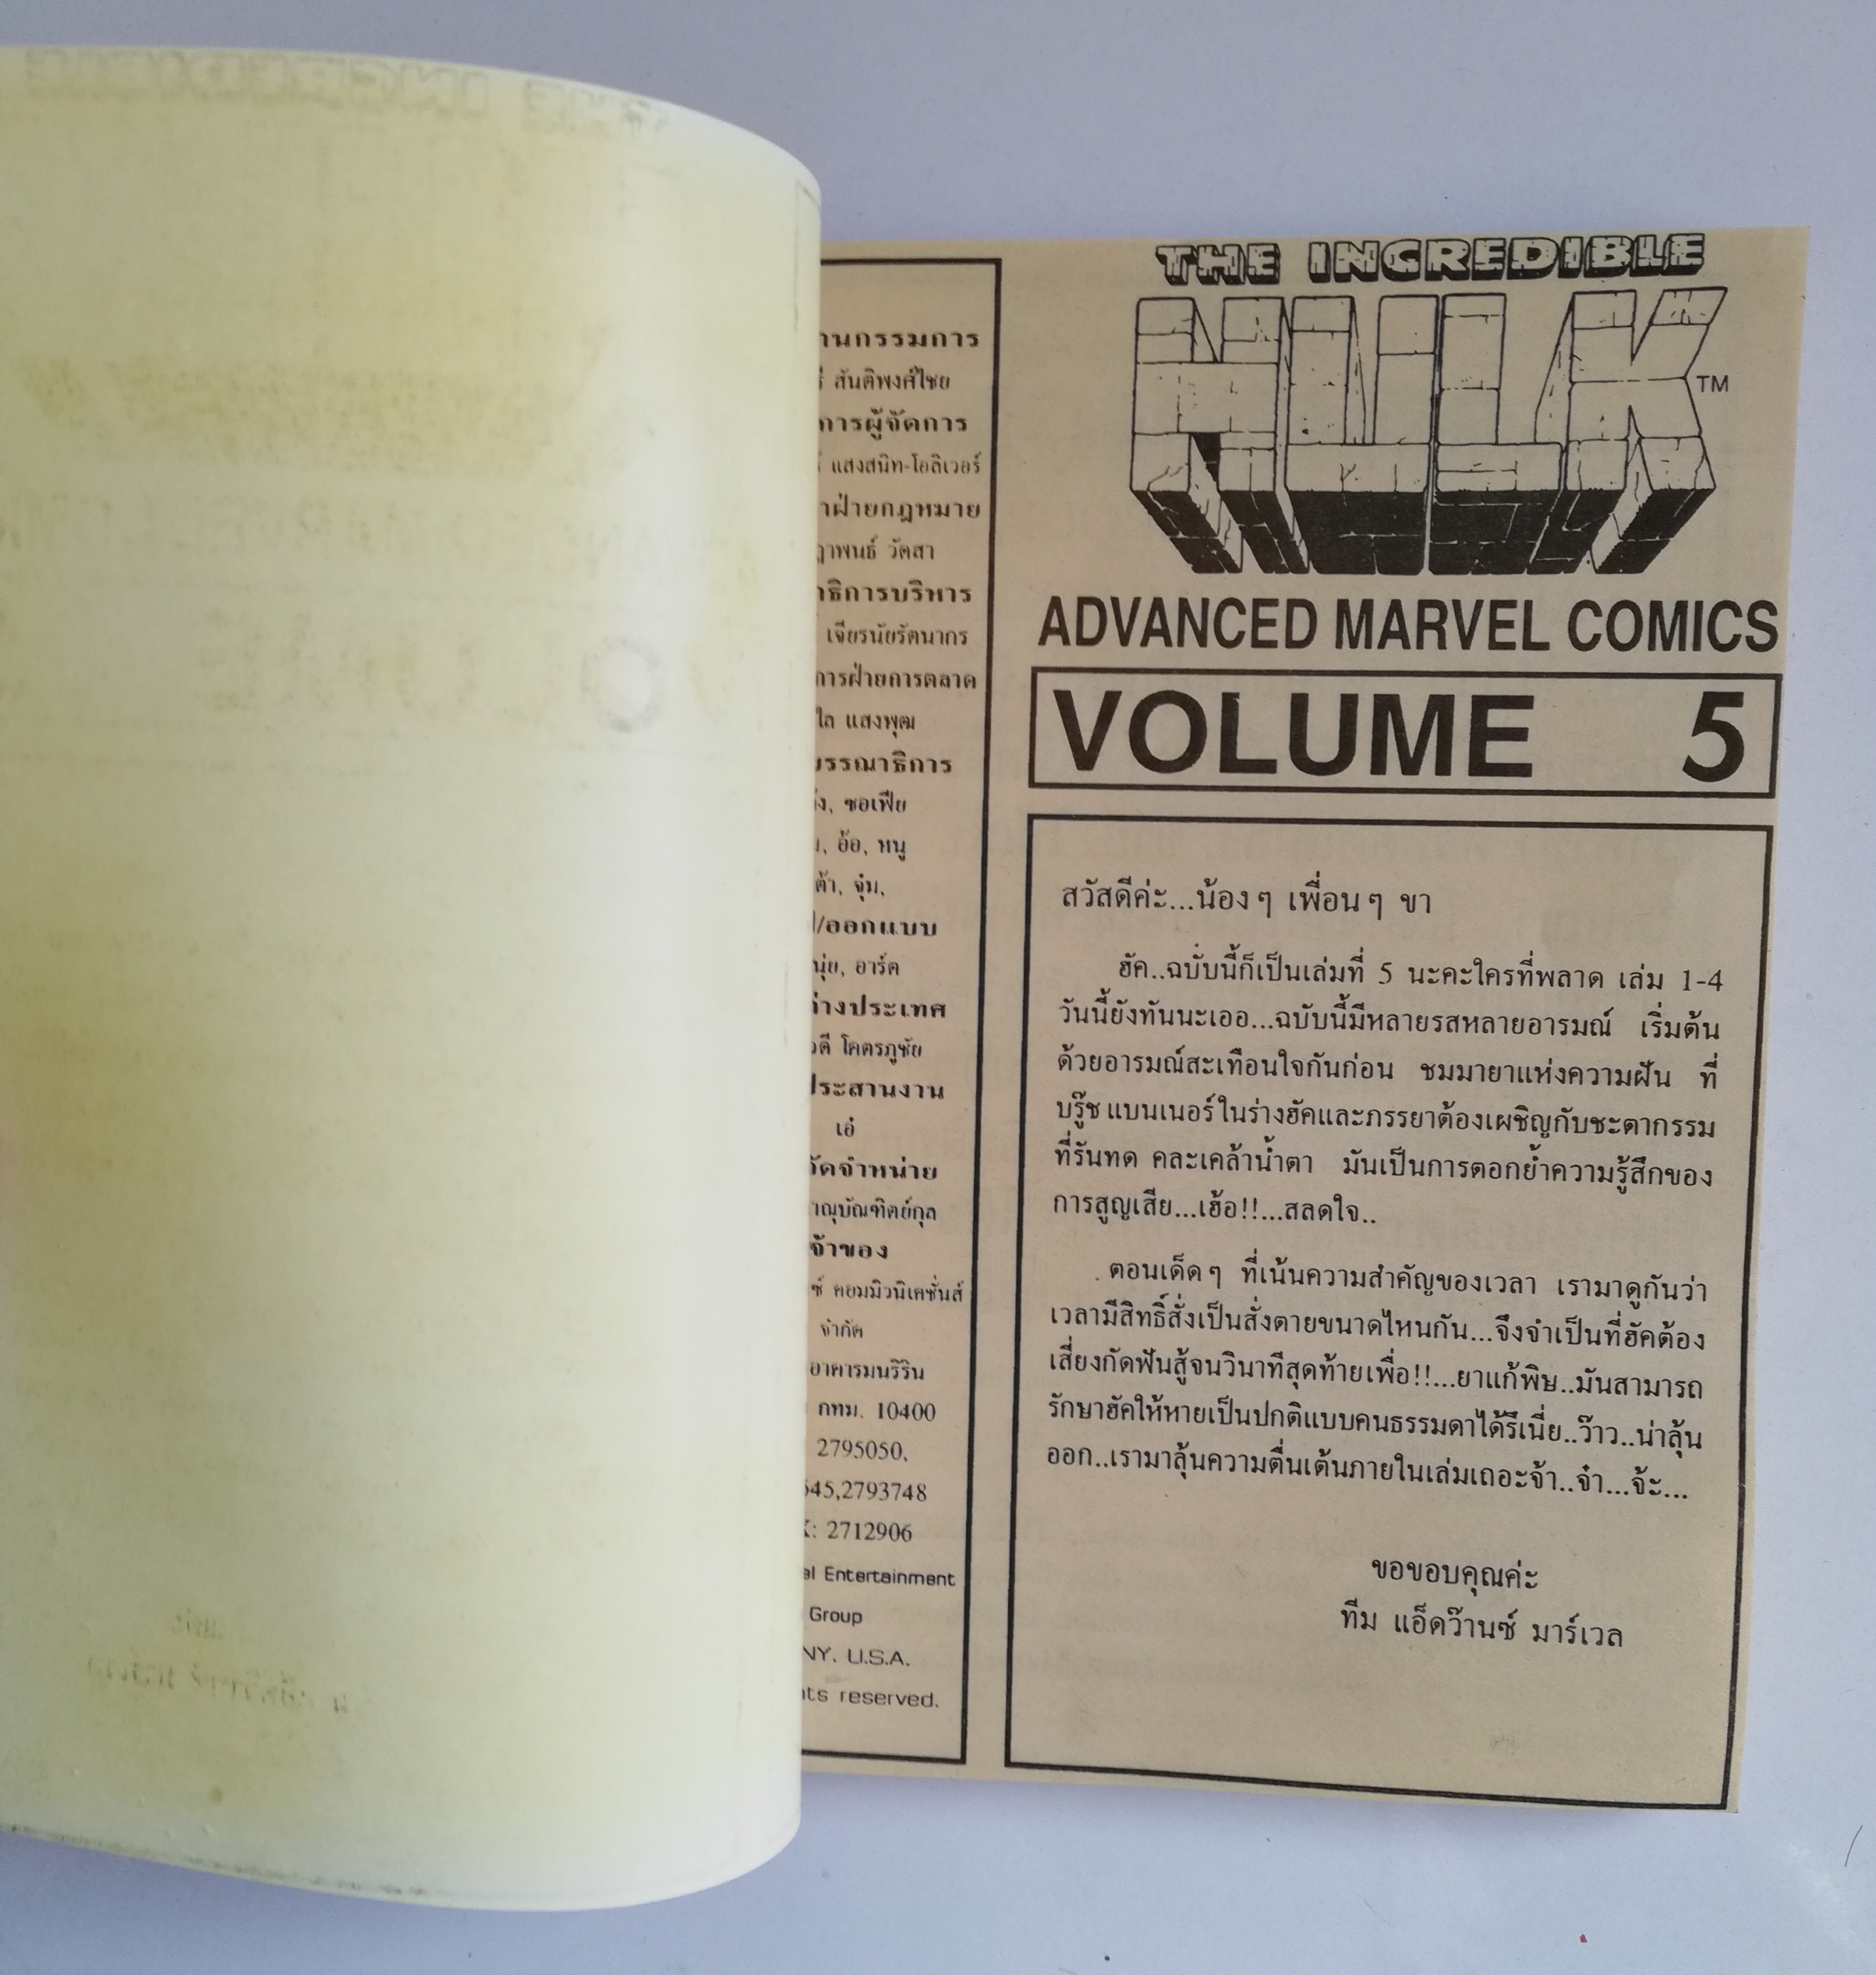 กรรมการ
สันติพงศ์ไชย
การผู้จัดการ
แสงสนิท-โอลิเวอร์
ฝ่ายกฎหมาย
วัดสา
ธิการบริหาร
เจียรนัยรัตนากร
การฝ่ายการตลาด
แสงพุฒ
บรรณาธิการ
ซอเฟีย
อ้อ, หนู
จุ๋ม,
/ออกแบบ
นุ่ย, อาร์ต
ต่างประเทศ
โคตรภูชัย
ประสานงาน
เอ๋
จัดจำหน่าย
ภาณุบัณฑิตย์กุล
เจ้าของ
คอมมิวนิเคชั่นส์
จำกัด
อาคารมนริริน
กทม. 10400
2795050,
645,2793748
X: 2712906
Entertainment
Group
NY. U.S.A.
reserved.
THE INCREDIBLE
HULK TM
ADVANCED MARVEL COMICS
VOLUME 5
สวัสดีค่ะ...น้องๆ เพื่อนๆ ขา
ฮัค..ฉบับนี้ก็เป็นเล่มที่ 5 นะคะใครที่พลาด เล่ม 1-4
วันนี้ยังทันนะเออ...ฉบับนี้มีหลายรสหลายอารมณ์ เริ่มต้น
ด้วยอารมณ์สะเทือนใจกันก่อน ชมมายาแห่งความฝัน ที่
บรู๊ซ แบนเนอร์ในร่างฮัคและภรรยาต้องเผชิญกับชะตากรรม
ที่รันทด คละเคล้าน้ำตา มันเป็นการตอกย้ำความรู้สึกของ
การสูญเสีย...เฮ้อ!!...สลดใจ..
ตอนเด็ดๆ ที่เน้นความสำคัญของเวลา เรามาดูกันว่า
เวลามีสิทธิ์สั่งเป็นสั่งตายขนาดไหนกัน...จึงจำเป็นที่ฮัคต้อง
เสี่ยงกัดฟันสู้จนวินาทีสุดท้ายเพื่อ!!...ยาแก้พิษ..มันสามารถ
รักษาฮัคให้หายเป็นปกติแบบคนธรรมดาได้รึเนี่ย..ว๊าว..น่าลุ้น
ออก..เรามาลุ้นความตื่นเต้นภายในเล่มเถอะจ้า..จ๋า...จ้ะ...
ขอขอบคุณค่ะ
ทีม แอ็ดว๊านซ์ มาร์เวล